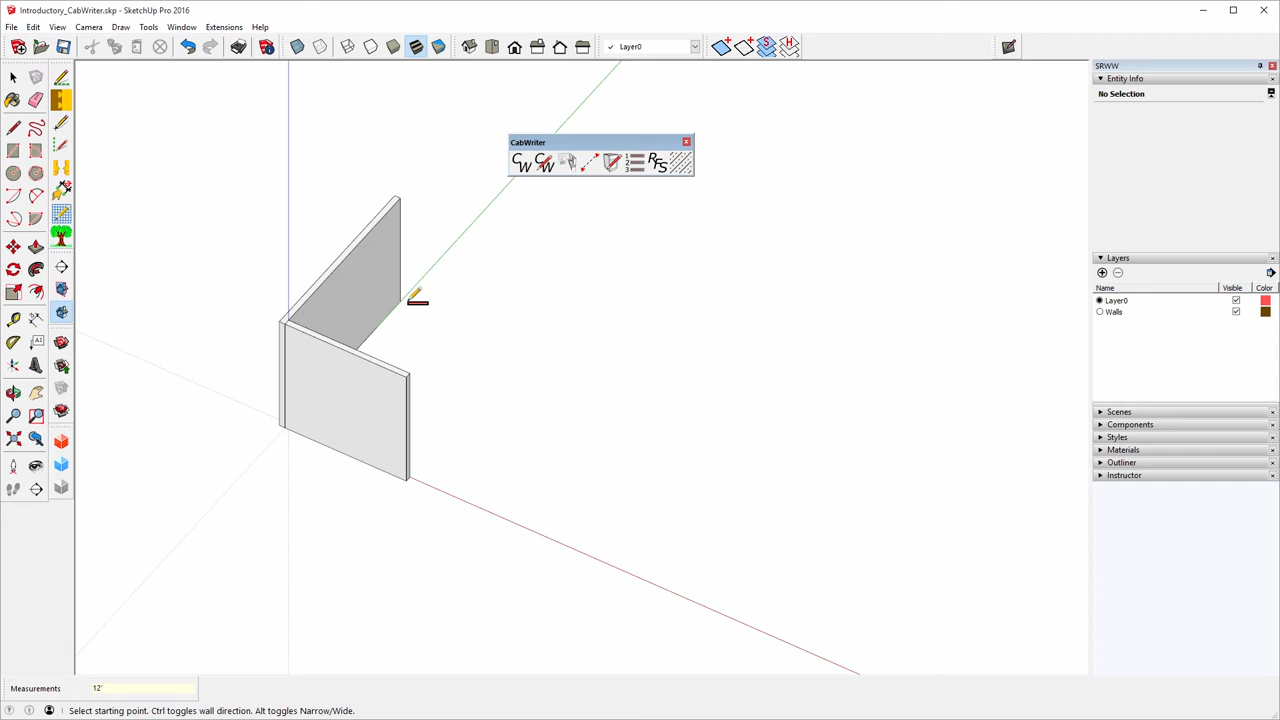 Introductory_CabWriter.skp - SketchUp Pro 2016
File Edit View Camera Draw Tools Window Extensions Help
Layer0
SRWW
Entity Info
No Selection
CabWriter
Layers
Name Visible Color
Layer0
Walls
Scenes
Components
Styles
Materials
Outliner
Instructor
Measurements 12'
Select starting point. Ctrl toggles wall direction. Alt toggles Narrow/Wide.